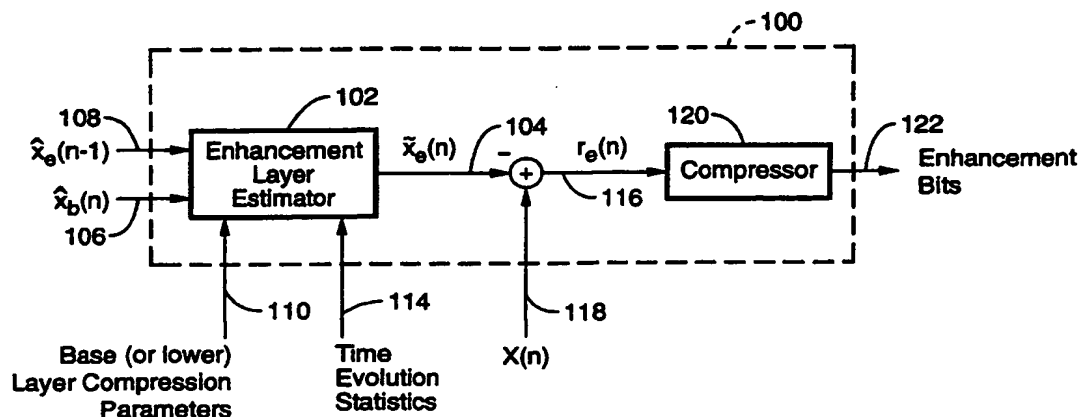 100
108
102
104
120
122
x̂e(n-1)
Enhancement
Layer
Estimator
x̃e(n)
−
+
re(n)
Compressor
Enhancement
Bits
x̂b(n)
106
116
110
114
118
Base (or lower)
Layer Compression
Parameters
Time
Evolution
Statistics
X(n)